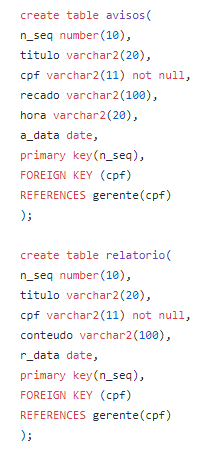 create table avisos(
n_seq number(10),
titulo varchar2(20),
cpf varchar2(11) not null,
recado varchar2(100),
hora varchar2(20),
a_data date,
primary key(n_seq),
FOREIGN KEY (cpf)
REFERENCES gerente(cpf)
);
create table relatorio(
n_seq number(10),
titulo varchar2(20),
cpf varchar2(11) not null,
conteudo varchar2(100),
r_data date,
primary key(n_seq),
FOREIGN KEY (cpf)
REFERENCES gerente(cpf)
);